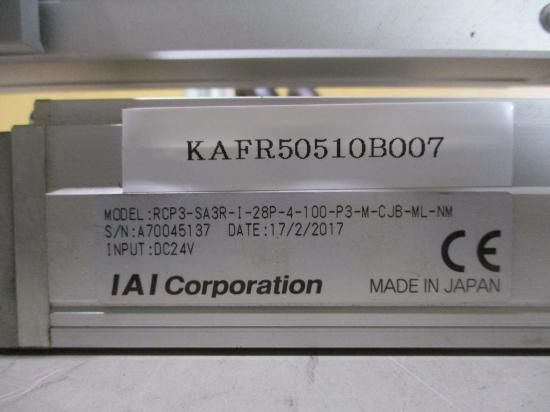 KAFR50510B007
MODEL:RCP3-SA3R-I-28P-4-100-P3-M-CJB-ML-NM
S/N:A70045137 DATE:17/2/2017
INPUT:DC24V
IAI Corporation
CE
MADE IN JAPAN